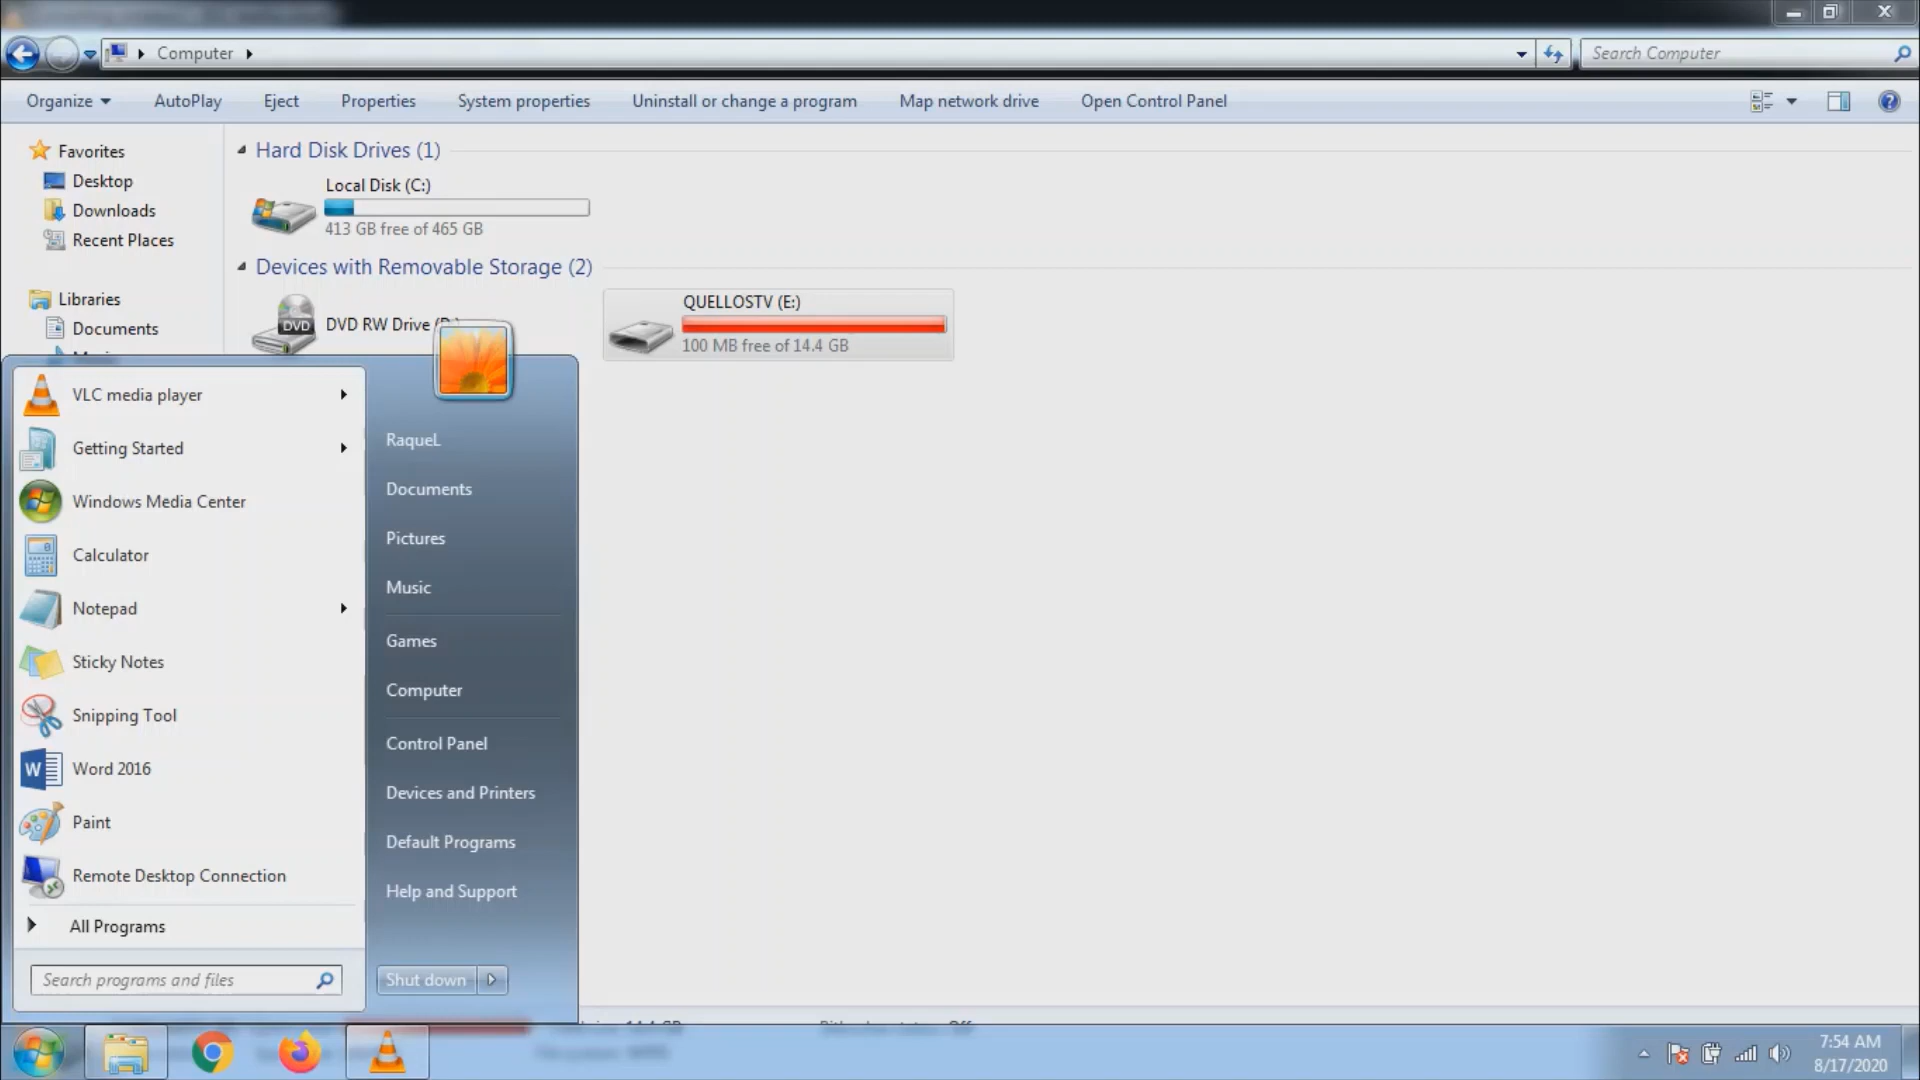 Computer
Search Computer
Organize
AutoPlay
Eject
Properties
System properties
Uninstall or change a program
Map network drive
Open Control Panel
Favorites
Desktop
Downloads
Recent Places
Libraries
Documents
Hard Disk Drives (1)
Local Disk (C:)
413 GB free of 465 GB
Devices with Removable Storage (2)
DVD
DVD RW Drive
QUELLOSTV (E:)
100 MB free of 14.4 GB
VLC media player
Getting Started
Windows Media Center
Calculator
Notepad
Sticky Notes
Snipping Tool
Word 2016
Paint
Remote Desktop Connection
All Programs
Search programs and files
RaqueL
Documents
Pictures
Music
Games
Computer
Control Panel
Devices and Printers
Default Programs
Help and Support
Shut down
7:54 AM
8/17/2020